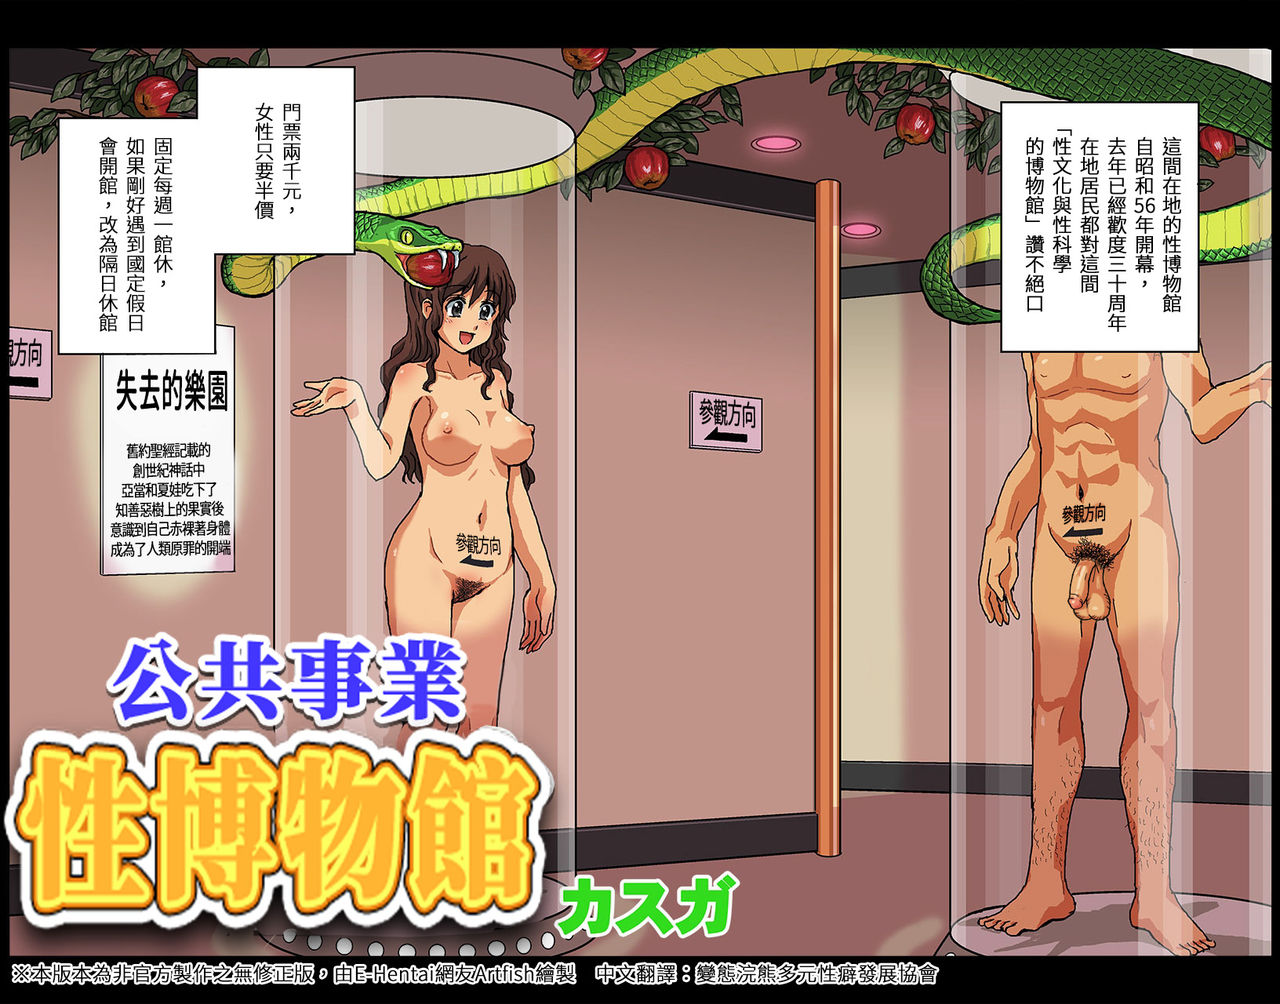 這間在地的性博物館
自昭和56年開幕，
去年已經歡度三十周年
在地居民都對這間
「性文化與性科學
的博物館」讚不絕口
門票兩千元，
女性只要半價
固定每週一館休，
如果剛好遇到國定假日
會開館，改為隔日休館
觀方向
失去的樂園
舊約聖經記載的
創世紀神話中
亞當和夏娃吃下了
知善惡樹上的果實後
意識到自己赤裸著身體
成為了人類原罪的開端
參觀方向
參觀方向
參觀方向
公共事業
性博物館
カスガ
※本版本為非官方製作之無修正版，由E-Hentai網友Artfish繪製　中文翻譯：變態浣熊多元性癖發展協會